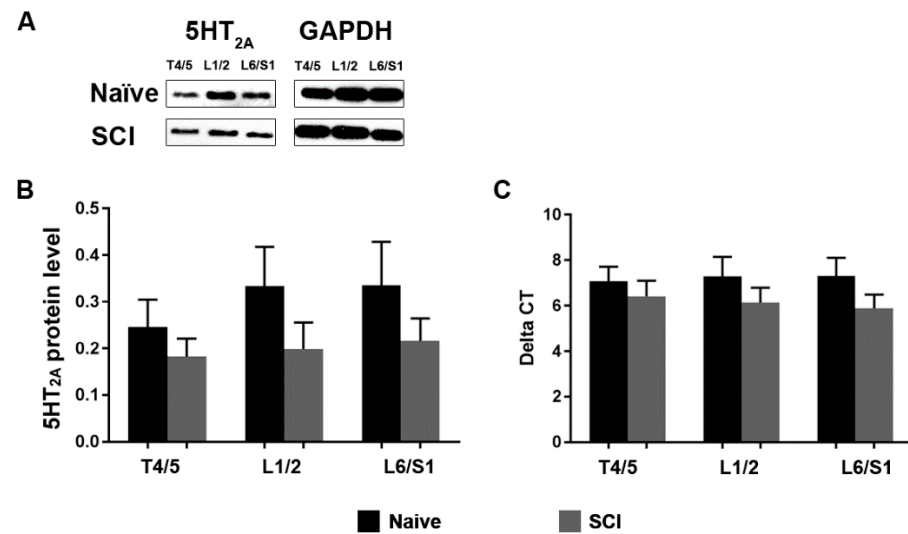 A
5HT2A GAPDH
T4/5 L1/2 L6/S1 T4/5 L1/2 L6/S1
Naïve
SCI
B
5HT2A protein level
0.5
0.4
0.3
0.2
0.1
0.0
T4/5 L1/2 L6/S1
C
Delta CT
10
8
6
4
2
0
T4/5 L1/2 L6/S1
Naive SCI